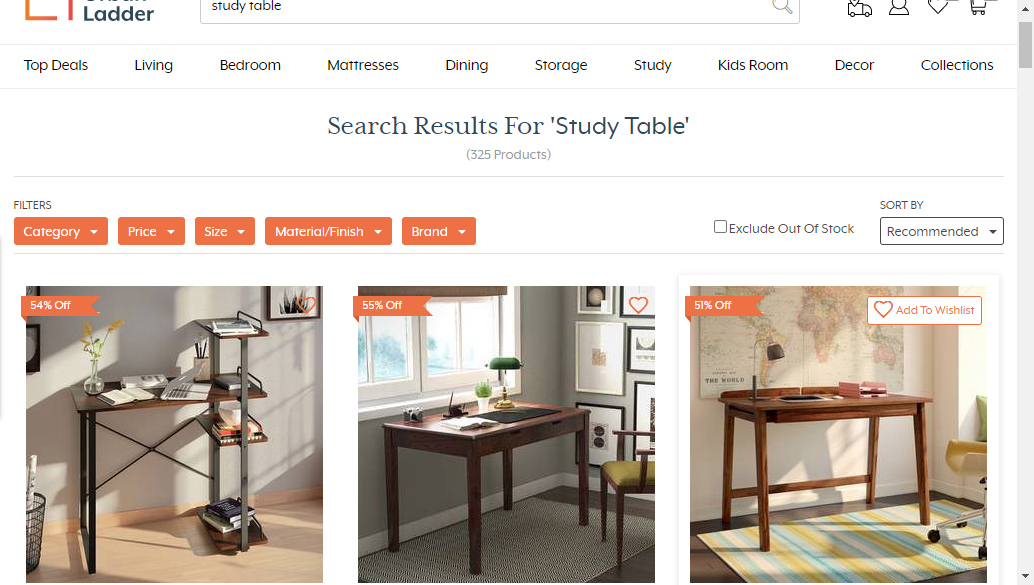 Ladder
study table
Top Deals Living Bedroom Mattresses Dining Storage Study Kids Room Decor Collections
Search Results For 'Study Table'
(325 Products)
FILTERS
SORT BY
Category Price Size Material/Finish Brand
Exclude Out Of Stock
Recommended
54% Off
55% Off
51% Off
Add To Wishlist
THE WORLD